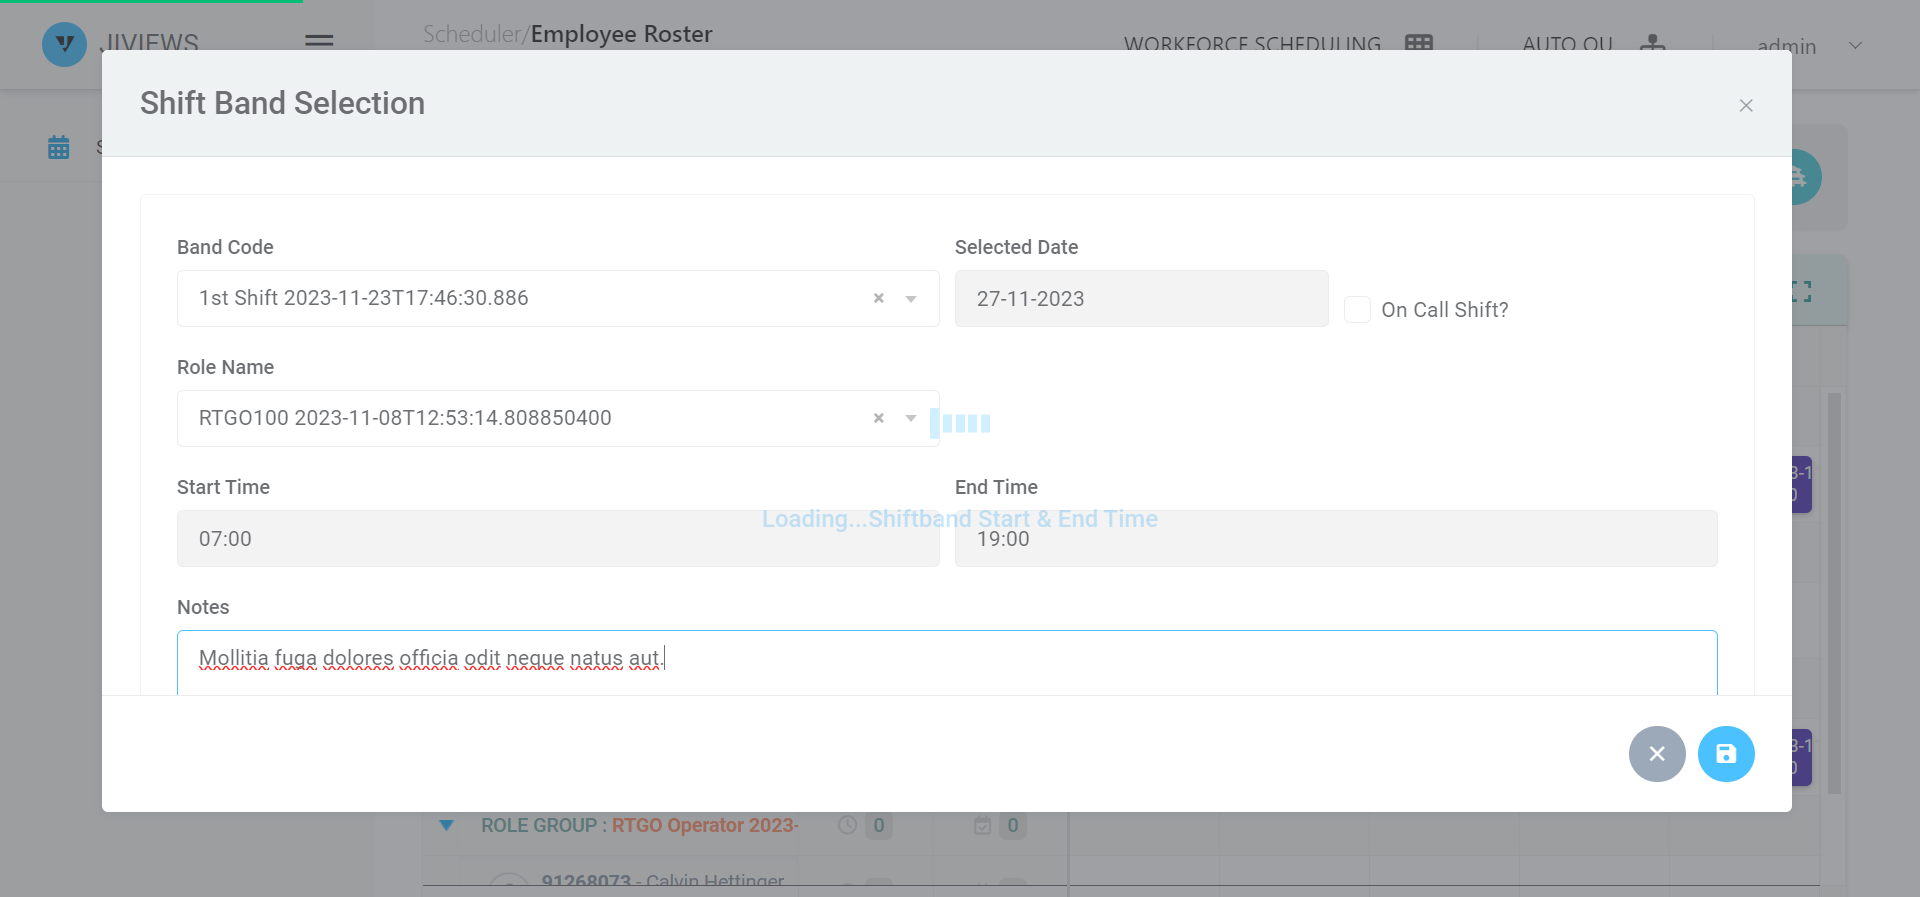 JIVIEWS
Scheduler/Employee Roster
WORKFORCE SCHEDULING
AUTO OU
admin
Shift Band Selection
Band Code
Selected Date
1st Shift 2023-11-23T17:46:30.886
27-11-2023
On Call Shift?
Role Name
RTGO100 2023-11-08T12:53:14.808850400
Start Time
End Time
Loading...Shiftband Start & End Time
07:00
19:00
Notes
Mollitia fuga dolores officia odit neque natus aut.
ROLE GROUP : RTGO Operator 2023-
0
0
91268073 - Calvin Hettinger